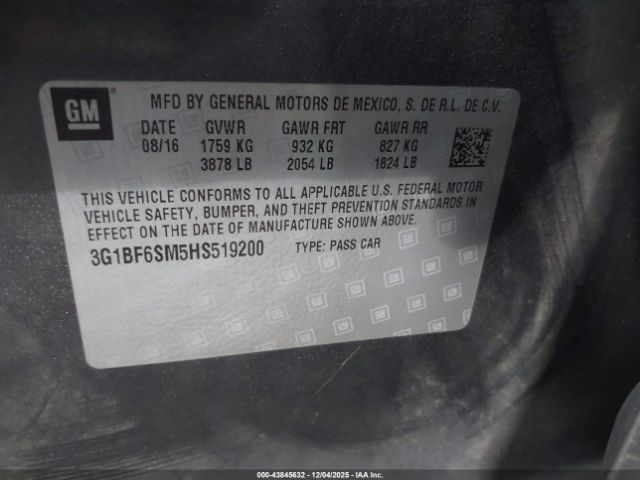 GM
MFD BY GENERAL MOTORS DE MEXICO, S. DE R.L. DE C.V.
DATE GVWR GAWR FRT GAWR RR
08/16 1759 KG 932 KG 827 KG
3878 LB 2054 LB 1824 LB
THIS VEHICLE CONFORMS TO ALL APPLICABLE U.S. FEDERAL MOTOR
VEHICLE SAFETY, BUMPER, AND THEFT PREVENTION STANDARDS IN
EFFECT ON THE DATE OF MANUFACTURE SHOWN ABOVE.
3G1BF6SM5HS519200 TYPE: PASS CAR
000-43845632 - 12/04/2025 - IAAI.COM